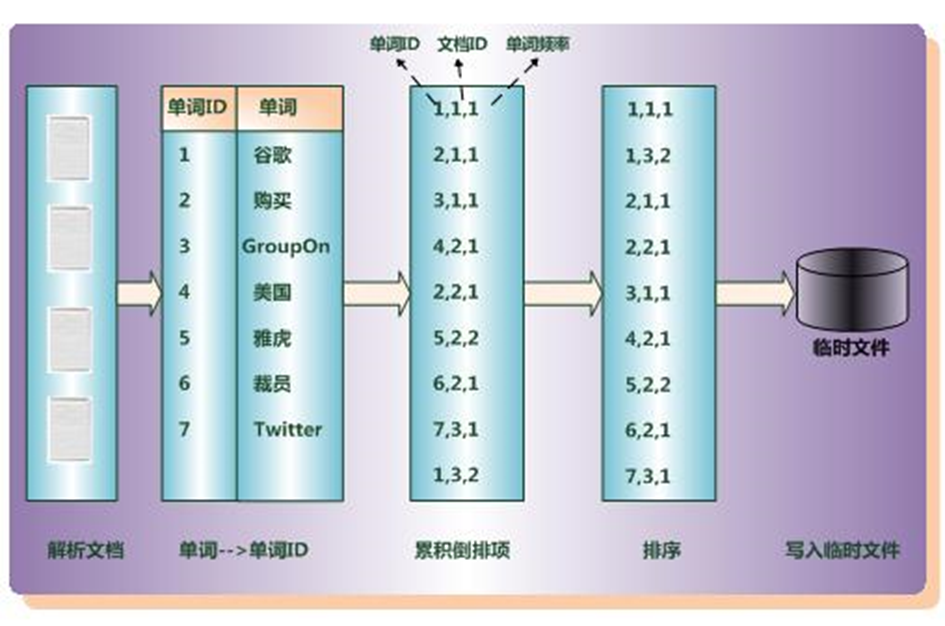 单词ID 文档ID 单词频率
单词ID 单词
1 谷歌
2 购买
3 GroupOn
4 美国
5 雅虎
6 裁员
7 Twitter
1,1,1
2,1,1
3,1,1
4,2,1
2,2,1
5,2,2
6,2,1
7,3,1
1,3,2
1,1,1
1,3,2
2,1,1
2,2,1
3,1,1
4,2,1
5,2,2
6,2,1
7,3,1
临时文件
解析文档
单词-->单词ID
累积倒排项
排序
写入临时文件